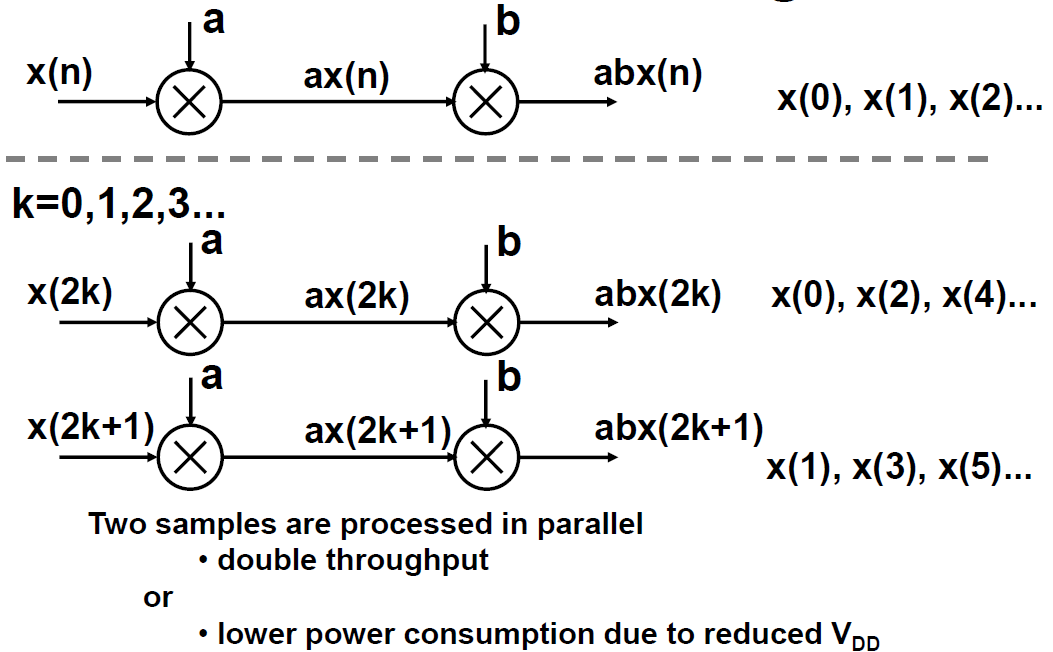 a b
x(n) ax(n) abx(n) x(0), x(1), x(2)...
k=0,1,2,3...
a b
x(2k) ax(2k) abx(2k) x(0), x(2), x(4)...
a b
x(2k+1) ax(2k+1) abx(2k+1) x(1), x(3), x(5)...
Two samples are processed in parallel
• double throughput
or
• lower power consumption due to reduced VDD